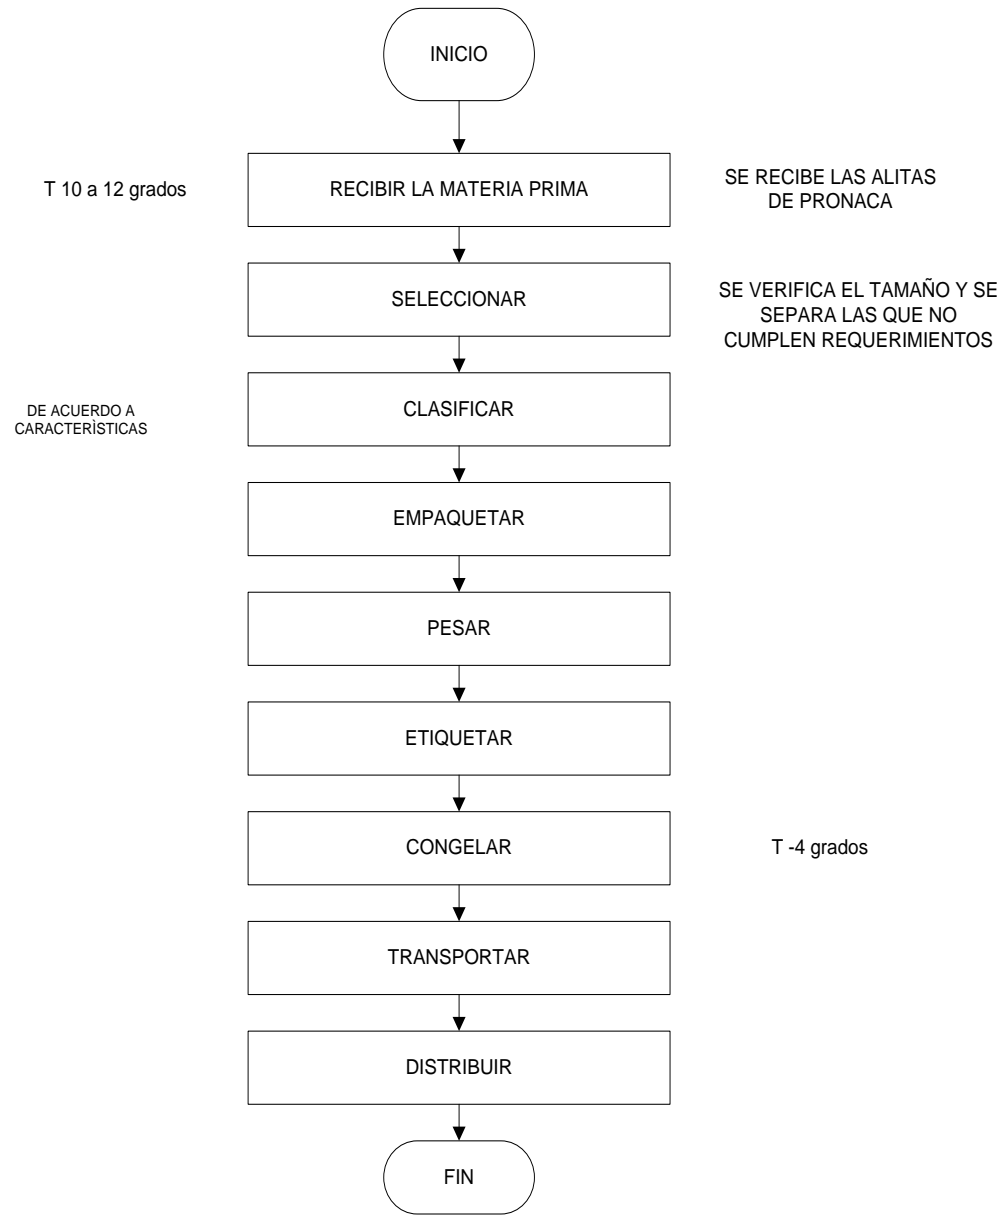 INICIO
T 10 a 12 grados
RECIBIR LA MATERIA PRIMA
SE RECIBE LAS ALITAS
DE PRONACA
SELECCIONAR
SE VERIFICA EL TAMAÑO Y SE
SEPARA LAS QUE NO
CUMPLEN REQUERIMIENTOS
DE ACUERDO A
CARACTERÌSTICAS
CLASIFICAR
EMPAQUETAR
PESAR
ETIQUETAR
CONGELAR
T -4 grados
TRANSPORTAR
DISTRIBUIR
FIN